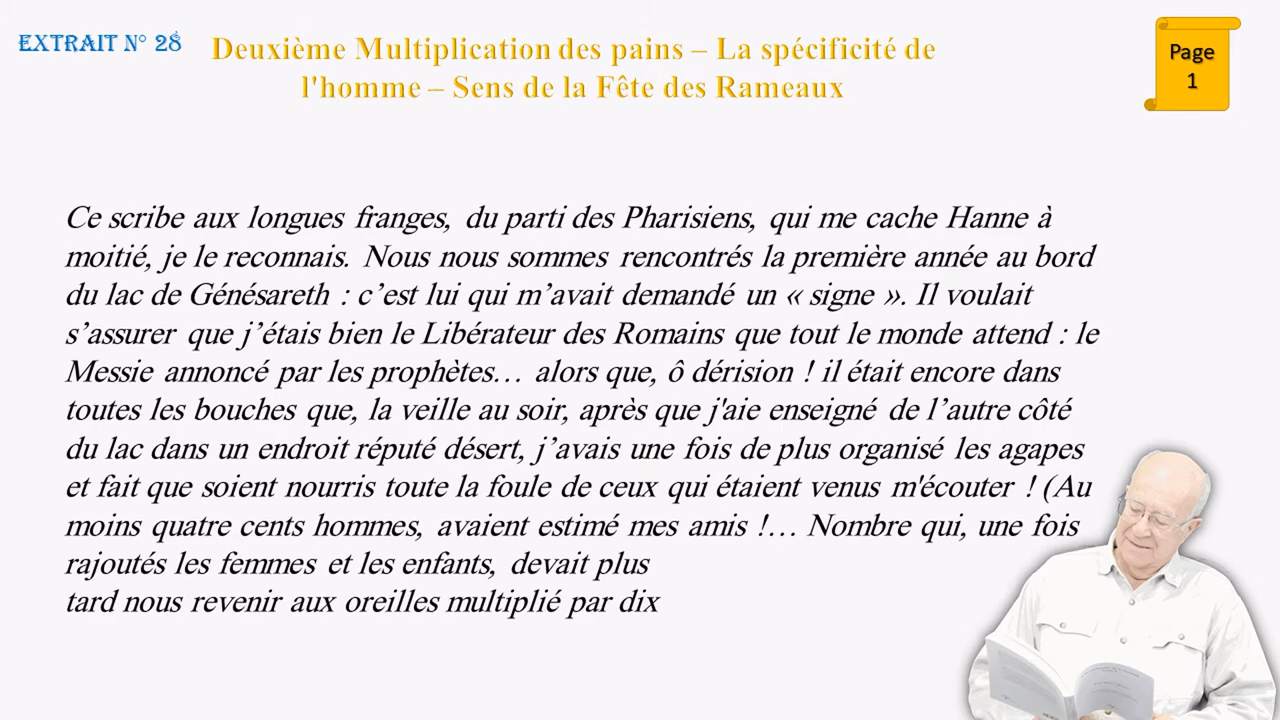 EXTRAIT N° 28
Deuxième Multiplication des pains – La spécificité de
l'homme – Sens de la Fête des Rameaux
Page
1
Ce scribe aux longues franges, du parti des Pharisiens, qui me cache Hanne à
moitié, je le reconnais. Nous nous sommes rencontrés la première année au bord
du lac de Génésareth : c’est lui qui m’avait demandé un « signe ». Il voulait
s’assurer que j’étais bien le Libérateur des Romains que tout le monde attend : le
Messie annoncé par les prophètes… alors que, ô dérision ! il était encore dans
toutes les bouches que, la veille au soir, après que j'aie enseigné de l’autre côté
du lac dans un endroit réputé désert, j’avais une fois de plus organisé les agapes
et fait que soient nourris toute la foule de ceux qui étaient venus m'écouter ! (Au
moins quatre cents hommes, avaient estimé mes amis !… Nombre qui, une fois
rajoutés les femmes et les enfants, devait plus
tard nous revenir aux oreilles multiplié par dix